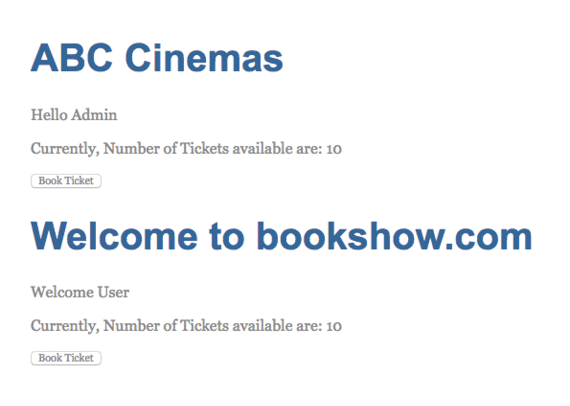 ABC Cinemas
Hello Admin
Currently, Number of Tickets available are: 10
Book Ticket
Welcome to bookshow.com
Welcome User
Currently, Number of Tickets available are: 10
Book Ticket